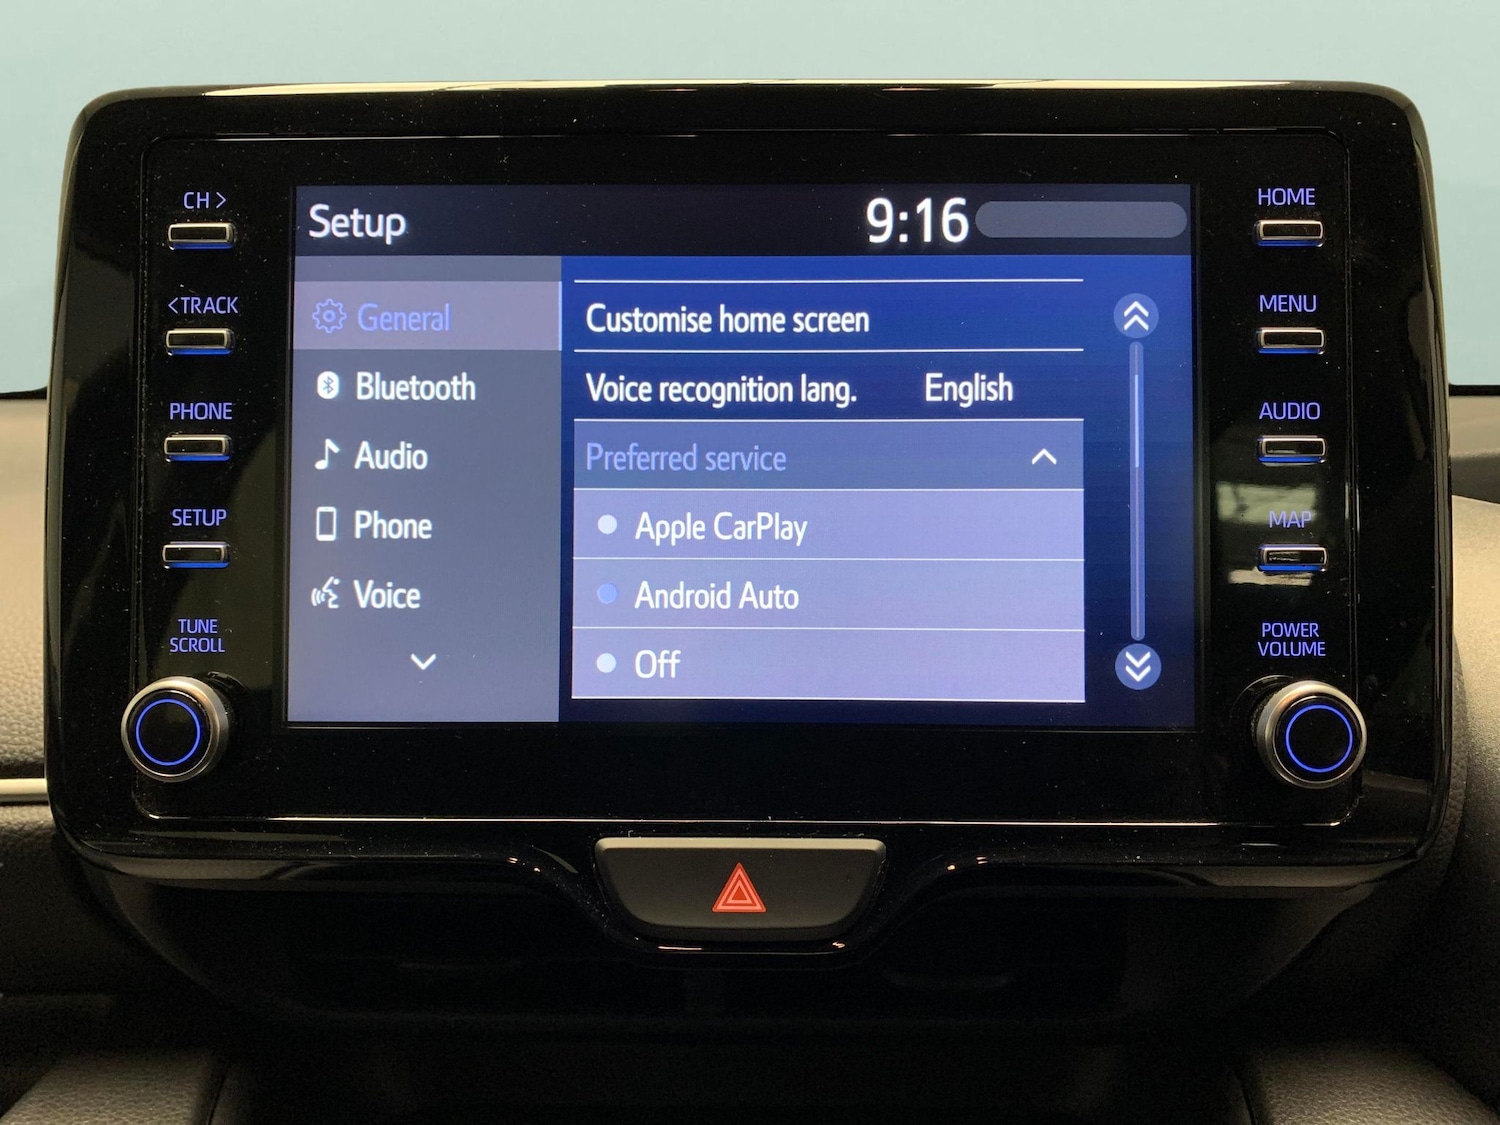 CH >
<TRACK
PHONE
SETUP
TUNE
SCROLL
Setup
9:16
General
Bluetooth
Audio
Phone
Voice
Customise home screen
Voice recognition lang. English
Preferred service
Apple CarPlay
Android Auto
Off
HOME
MENU
AUDIO
MAP
POWER
VOLUME